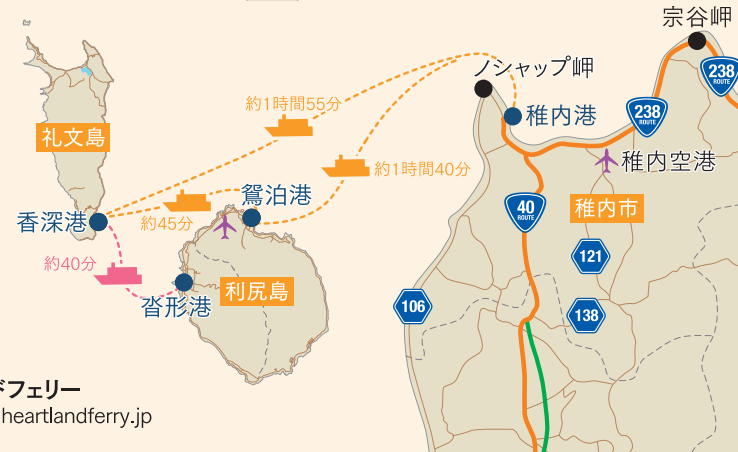 宗谷岬
ノシャップ岬
238
ROUTE
約1時間55分
稚内港
238
ROUTE
礼文島
約1時間40分
稚内空港
鴛泊港
香深港
約45分
40
ROUTE
稚内市
約40分
121
利尻島
沓形港
106
138
ドフェリー
heartlandferry.jp